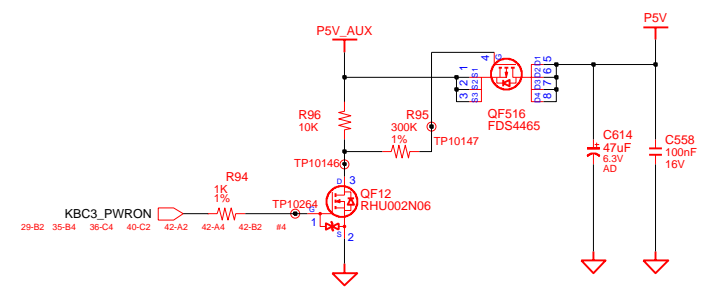 P5V_AUX
P5V
4
G
1
2
3
S1
S2
S3
D1
D2
D3
D4
5
6
7
8
QF516
FDS4465
R96
10K
R95
300K
1%
TP10147
TP10146
C614
47uF
6.3V
AD
C558
100nF
16V
R94
1K
1%
TP10264
D
3
QF12
RHU002N06
G
1
S
2
KBC3_PWRON
29-B2 35-B4 36-C4 40-C2 42-A2 42-A4 42-B2 #4
+